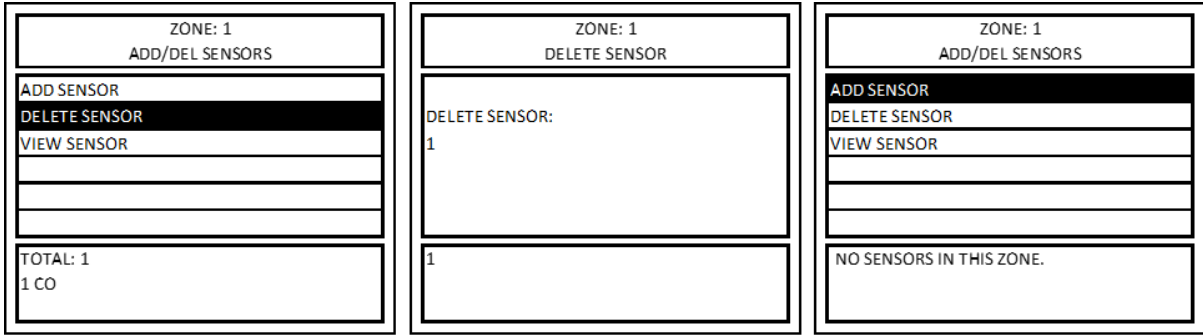 ZONE: 1
ADD/DEL SENSORS
ADD SENSOR
DELETE SENSOR
VIEW SENSOR
TOTAL: 1
1 CO
ZONE: 1
DELETE SENSOR
DELETE SENSOR:
1
1
ZONE: 1
ADD/DEL SENSORS
ADD SENSOR
DELETE SENSOR
VIEW SENSOR
NO SENSORS IN THIS ZONE.